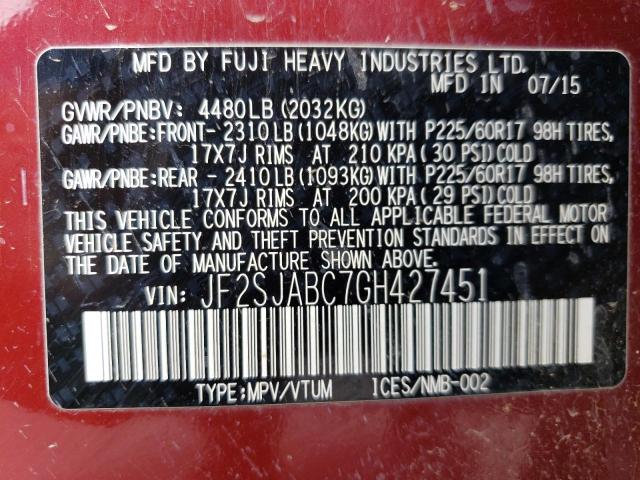 MFD BY FUJI HEAVY INDUSTRIES LTD.
MFD IN 07/15
GVWR/PNBV: 4480LB (2032KG)
GAWR/PNBE:FRONT- 2310LB (1048KG)WITH P225/60R17 98H TIRES,
17X7J RIMS AT 210 KPA (30 PSI)COLD
GAWR/PNBE:REAR - 2410LB (1093KG)WITH P225/60R17 98H TIRES,
17X7J RIMS AT 200 KPA (29 PSI)COLD
THIS VEHICLE CONFORMS TO ALL APPLICABLE FEDERAL MOTOR
VEHICLE SAFETY AND THEFT PREVENTION STANDARDS IN EFFECT ON
THE DATE OF MANUFACTURE SHOWN ABOVE.
VIN: JF2SJABC7GH427451
TYPE:MPV/VTUM ICES/NMB-002